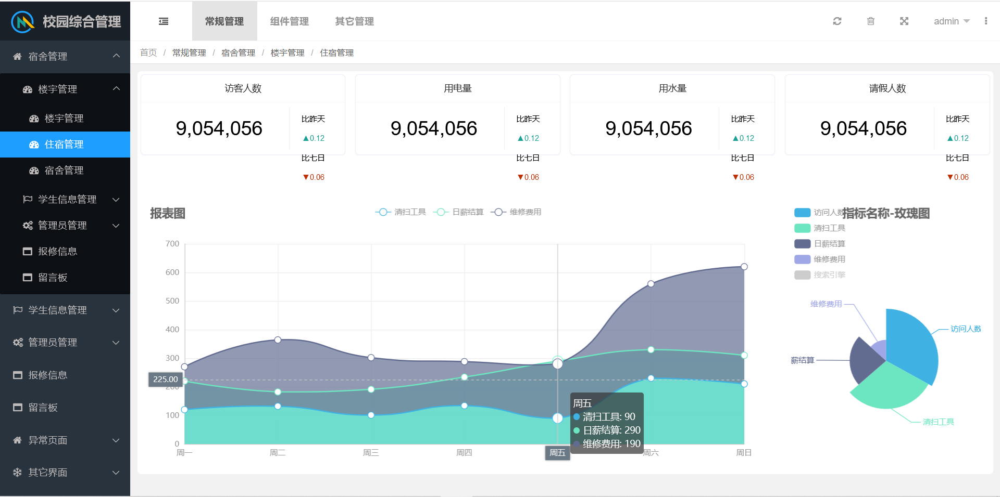 校园综合管理
常规管理 组件管理 其它管理
admin
首页 / 常规管理 / 宿舍管理 / 楼宇管理 / 住宿管理
宿舍管理
楼宇管理
楼宇管理
住宿管理
宿舍管理
学生信息管理
管理员管理
报修信息
留言板
学生信息管理
管理员管理
报修信息
留言板
异常页面
其它界面
访客人数
9,054,056
比昨天
▲0.12
比七日
▼0.06
用电量
9,054,056
比昨天
▲0.12
比七日
▼0.06
用水量
9,054,056
比昨天
▲0.12
比七日
▼0.06
请假人数
9,054,056
比昨天
▲0.12
比七日
▼0.06
报表图
清扫工具 日薪结算 维修费用
700
600
500
400
300
225.00
200
100
0
周一 周二 周三 周四 周五 周六 周日
周五
清扫工具: 90
日薪结算: 290
维修费用: 190
指标名称-玫瑰图
访问人数
清扫工具
日薪结算
维修费用
搜索引擎
维修费用
访问人数
薪结算
清扫工具